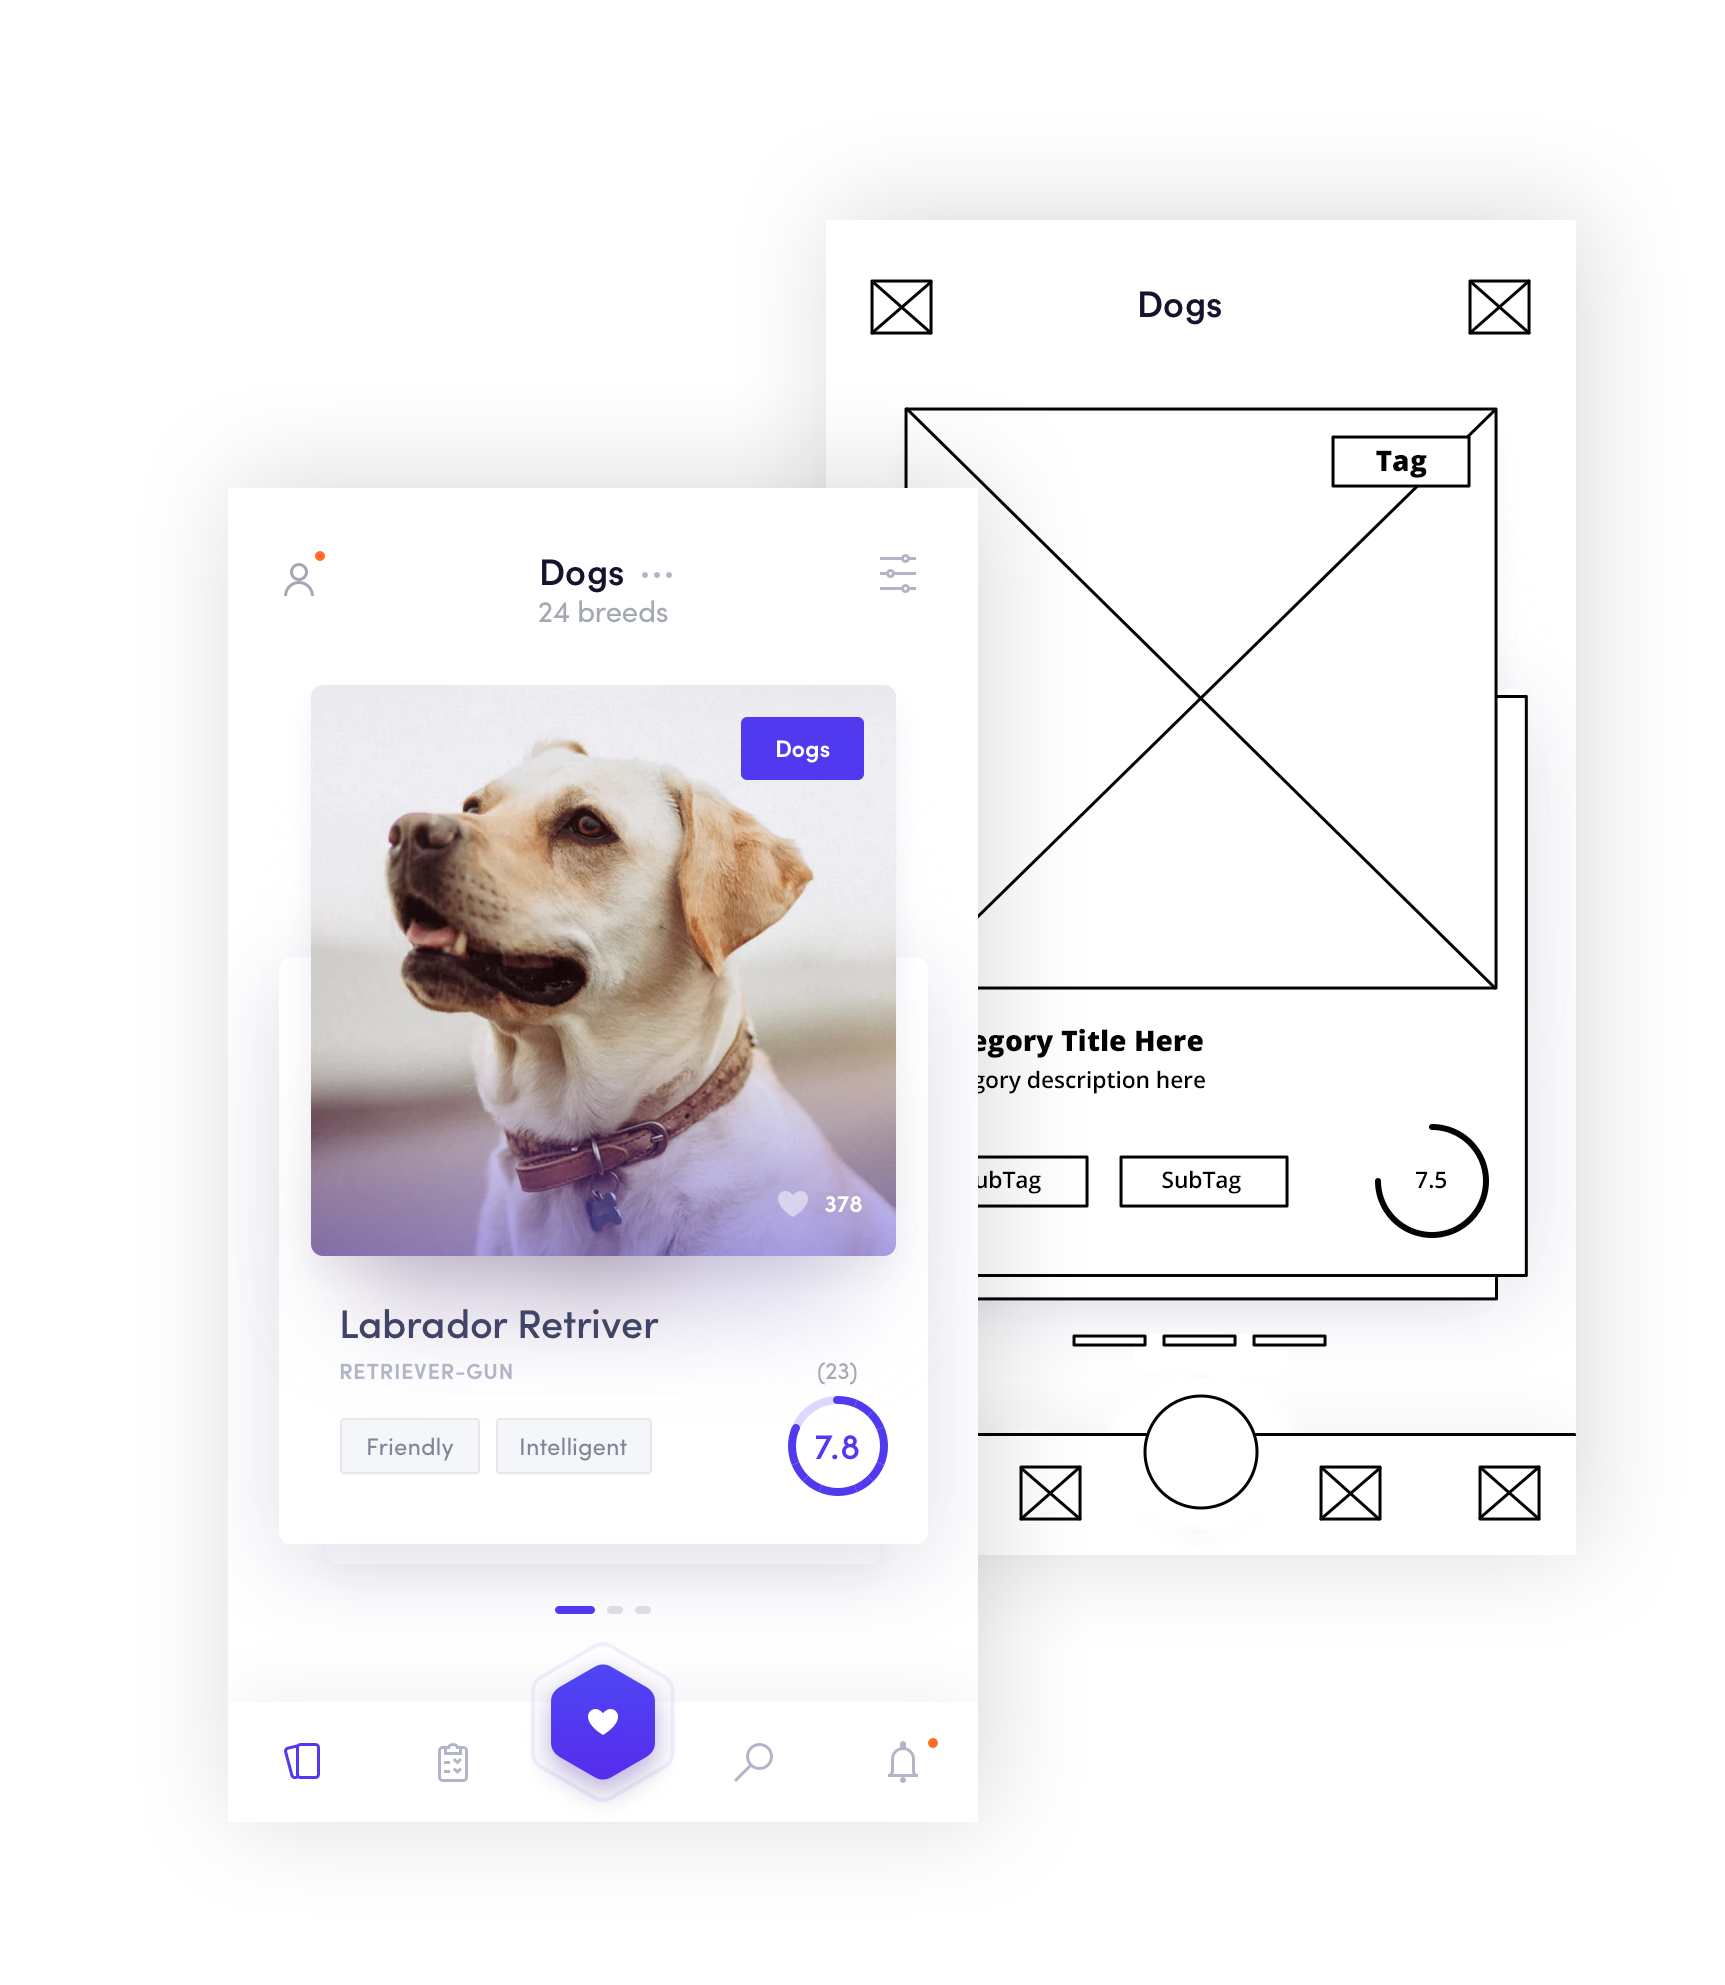 Dogs
Tag
egory Title Here
gory description here
ubTag
SubTag
7.5
Dogs
24 breeds
Dogs
378
Labrador Retriver
RETRIEVER-GUN
(23)
Friendly
Intelligent
7.8